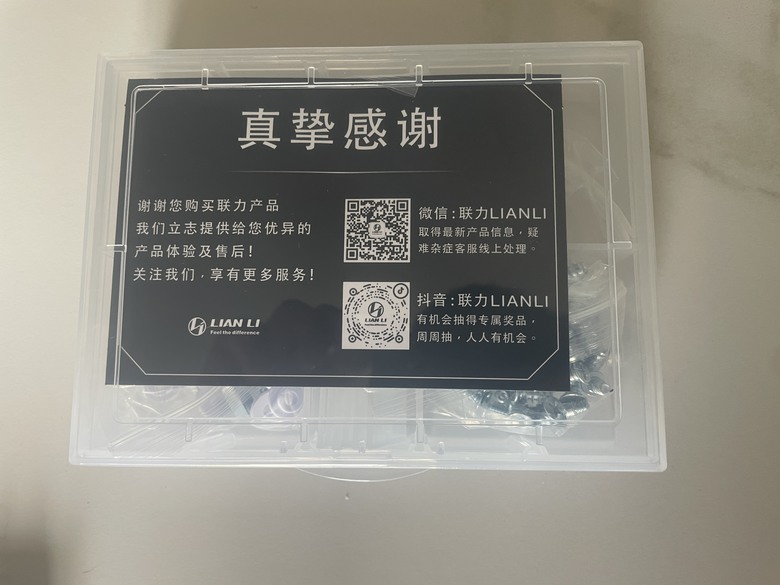 真挚感谢
谢谢您购买联力产品
我们立志提供给您优异的
产品体验及售后！
关注我们，享有更多服务！
LIAN LI
Feel the difference
微信：联力LIANLI
取得最新产品信息，疑
难杂症客服线上处理。
LIAN LI
抖音：联力LIANLI
有机会抽得专属奖品，
周周抽，人人有机会。